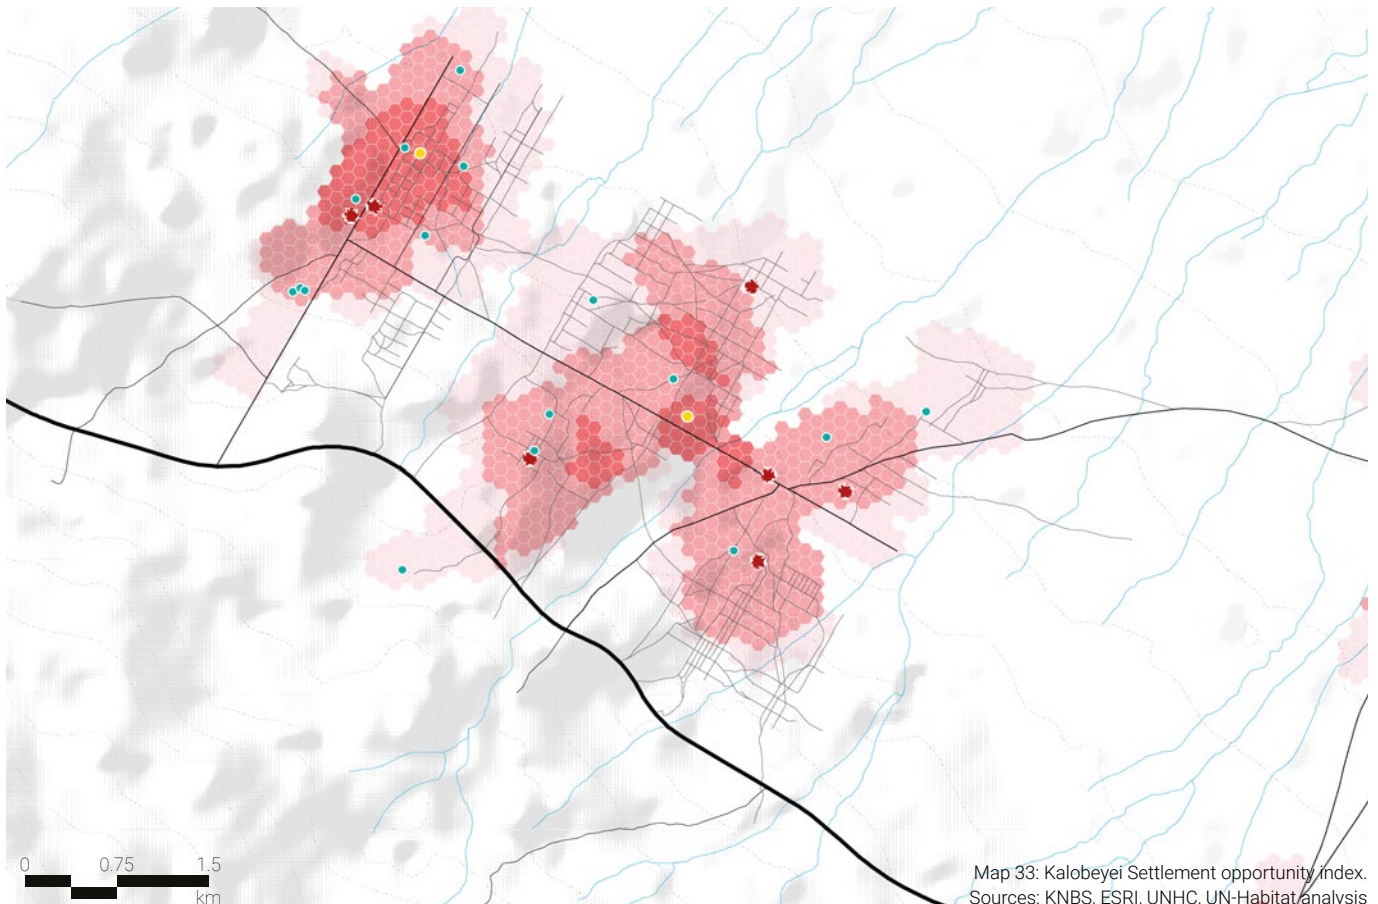 0 0.75 1.5
km
Map 33: Kalobeyei Settlement opportunity index.
Sources: KNBS, ESRI, UNHC, UN-Habitat analysis